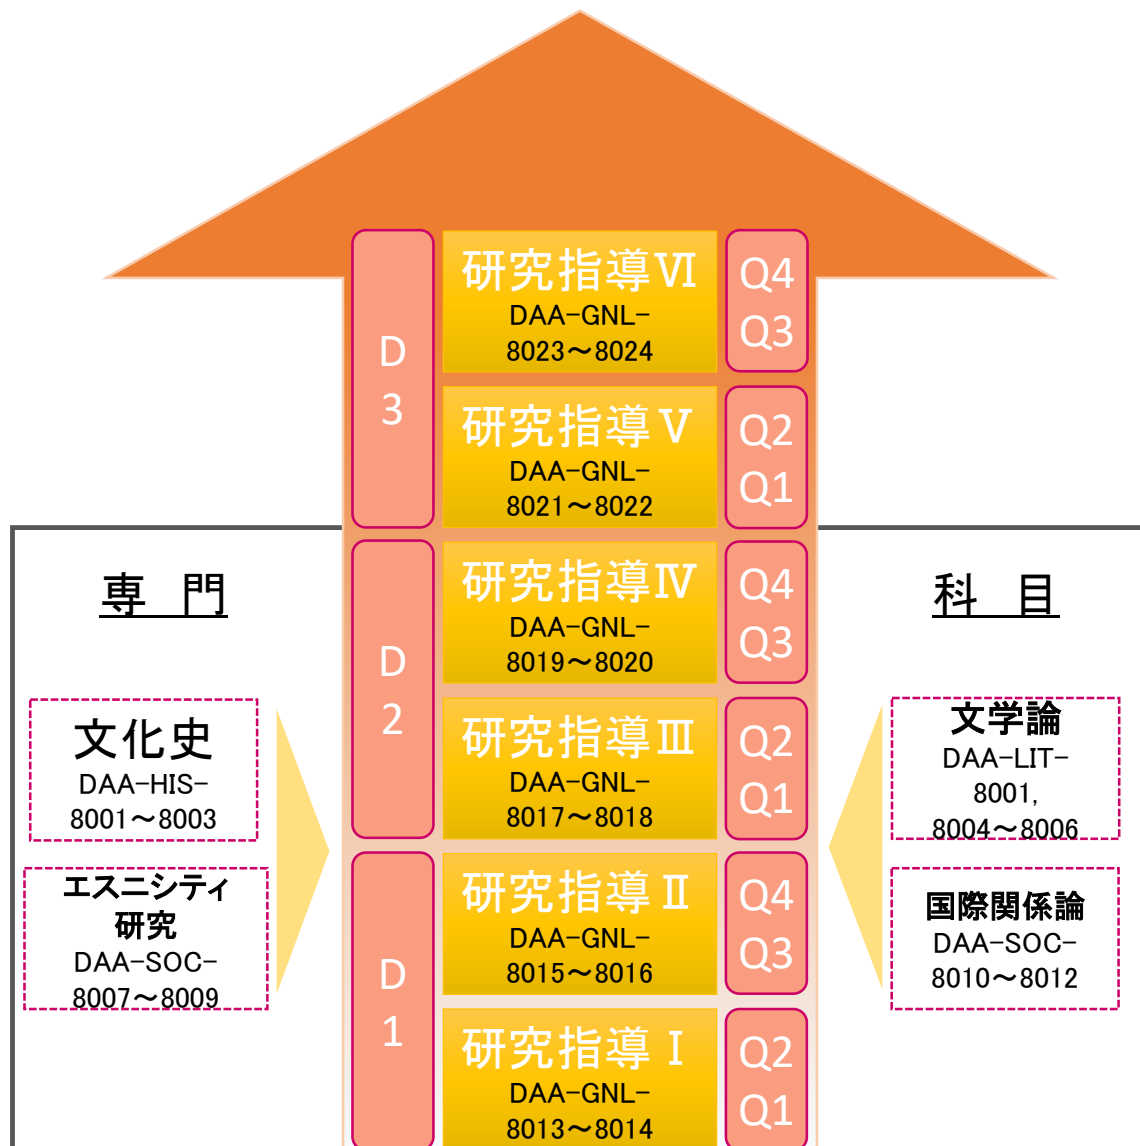 研究指導Ⅵ
DAA-GNL-
8023～8024
Q4
Q3
D
3
研究指導Ⅴ
DAA-GNL-
8021～8022
Q2
Q1
専　門
科　目
研究指導Ⅳ
DAA-GNL-
8019～8020
Q4
Q3
D
2
研究指導Ⅲ
DAA-GNL-
8017～8018
Q2
Q1
文化史
DAA-HIS-
8001～8003
文学論
DAA-LIT-
8001,
8004～8006
エスニシティ
研究
DAA-SOC-
8007～8009
研究指導Ⅱ
DAA-GNL-
8015～8016
Q4
Q3
国際関係論
DAA-SOC-
8010～8012
D
1
研究指導Ⅰ
DAA-GNL-
8013～8014
Q2
Q1